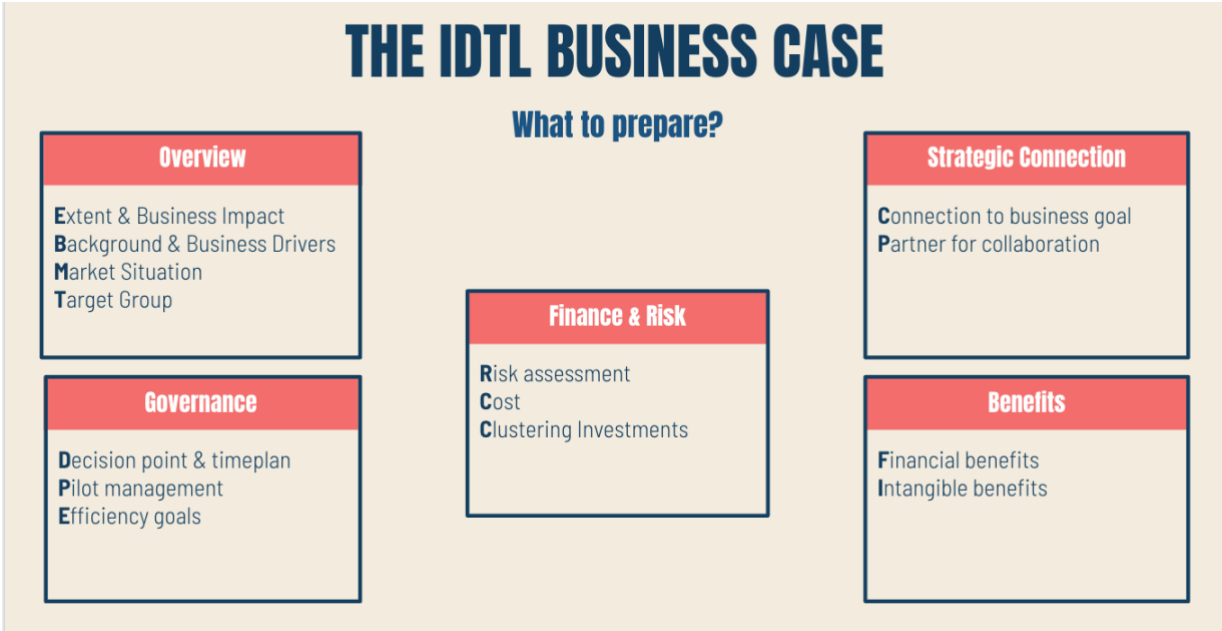 THE IDTL BUSINESS CASE
What to prepare?
Overview
Extent & Business Impact
Background & Business Drivers
Market Situation
Target Group
Governance
Decision point & timeplan
Pilot management
Efficiency goals
Finance & Risk
Risk assessment
Cost
Clustering Investments
Strategic Connection
Connection to business goal
Partner for collaboration
Benefits
Financial benefits
Intangible benefits